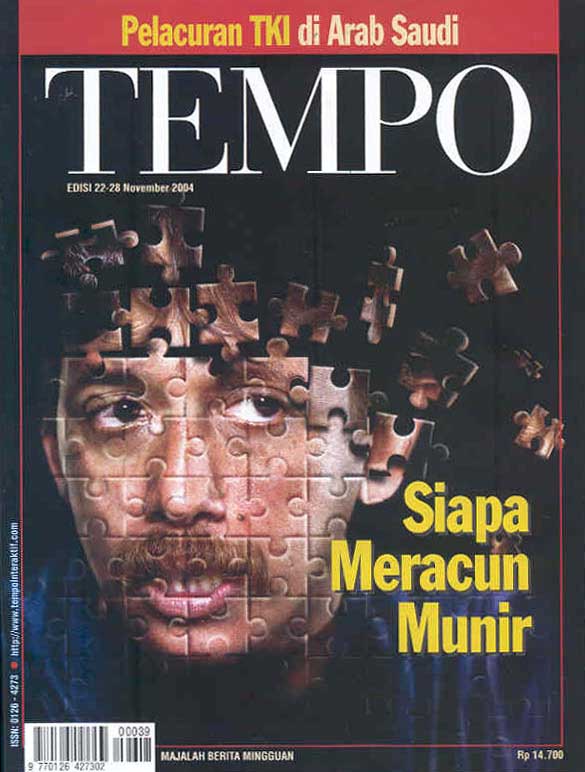 Pelacuran TKI di Arab Saudi
TEMPO
EDISI 22-28 November 2004
Siapa
Meracun
Munir
ISSN: 0126 - 4273 ● http://www.tempointeraktif.com
00039
9 770126 427302
MAJALAH BERITA MINGGUAN
Rp 14.700